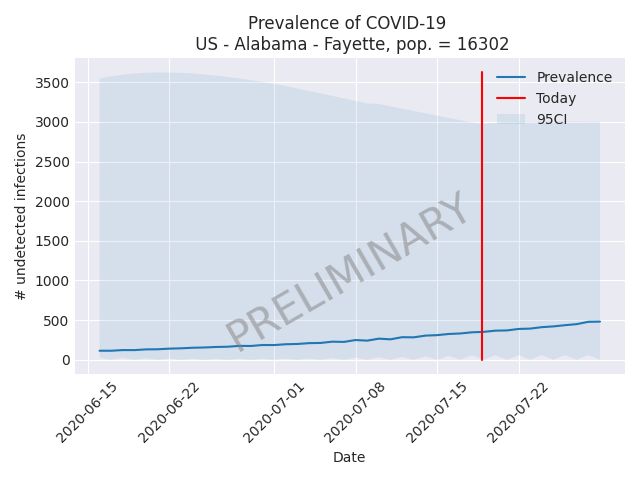 Prevalence of COVID-19
US - Alabama - Fayette, pop. = 16302
Prevalence
Today
95CI
# undetected infections
3500
3000
2500
2000
1500
1000
500
0
PRELIMINARY
2020-06-15
2020-06-22
2020-07-01
2020-07-08
2020-07-15
2020-07-22
Date